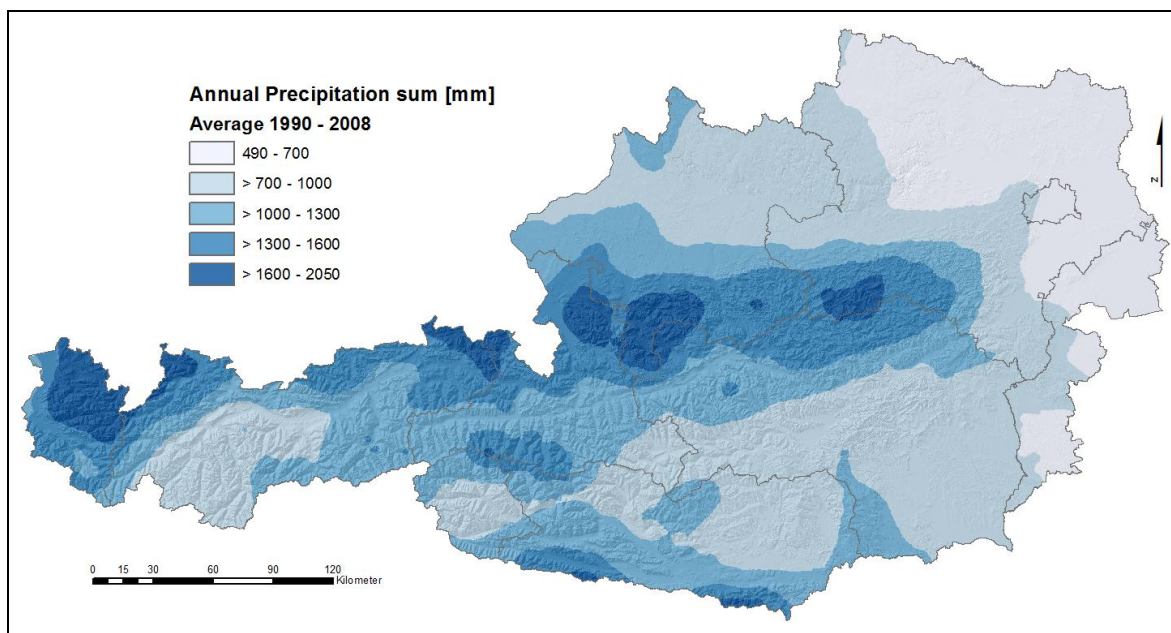 Annual Precipitation sum [mm]
Average 1990 - 2008
490 - 700
> 700 - 1000
> 1000 - 1300
> 1300 - 1600
> 1600 - 2050
N
0 15 30 60 90 120
Kilometer